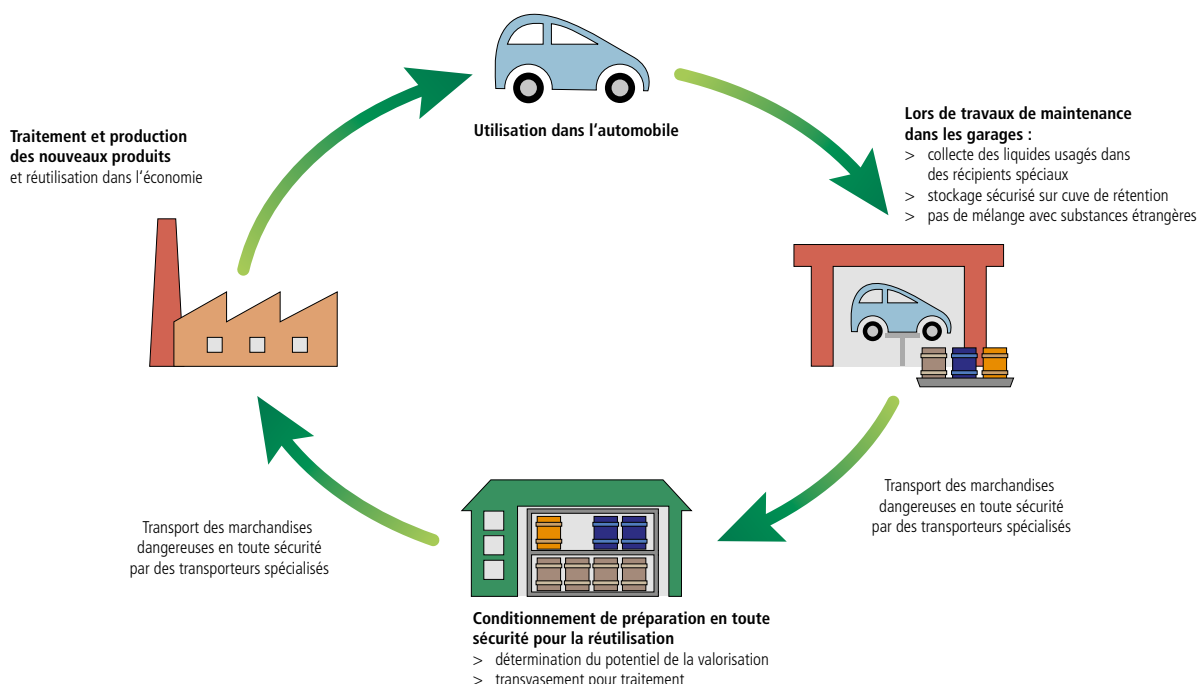 Utilisation dans l'automobile
Lors de travaux de maintenance
dans les garages :
> collecte des liquides usagés dans
des récipients spéciaux
> stockage sécurisé sur cuve de rétention
> pas de mélange avec substances étrangères
Transport des marchandises
dangereuses en toute sécurité
par des transporteurs spécialisés
Conditionnement de préparation en toute
sécurité pour la réutilisation
> détermination du potentiel de la valorisation
> transvasement pour traitement
Transport des marchandises
dangereuses en toute sécurité
par des transporteurs spécialisés
Traitement et production
des nouveaux produits
et réutilisation dans l'économie